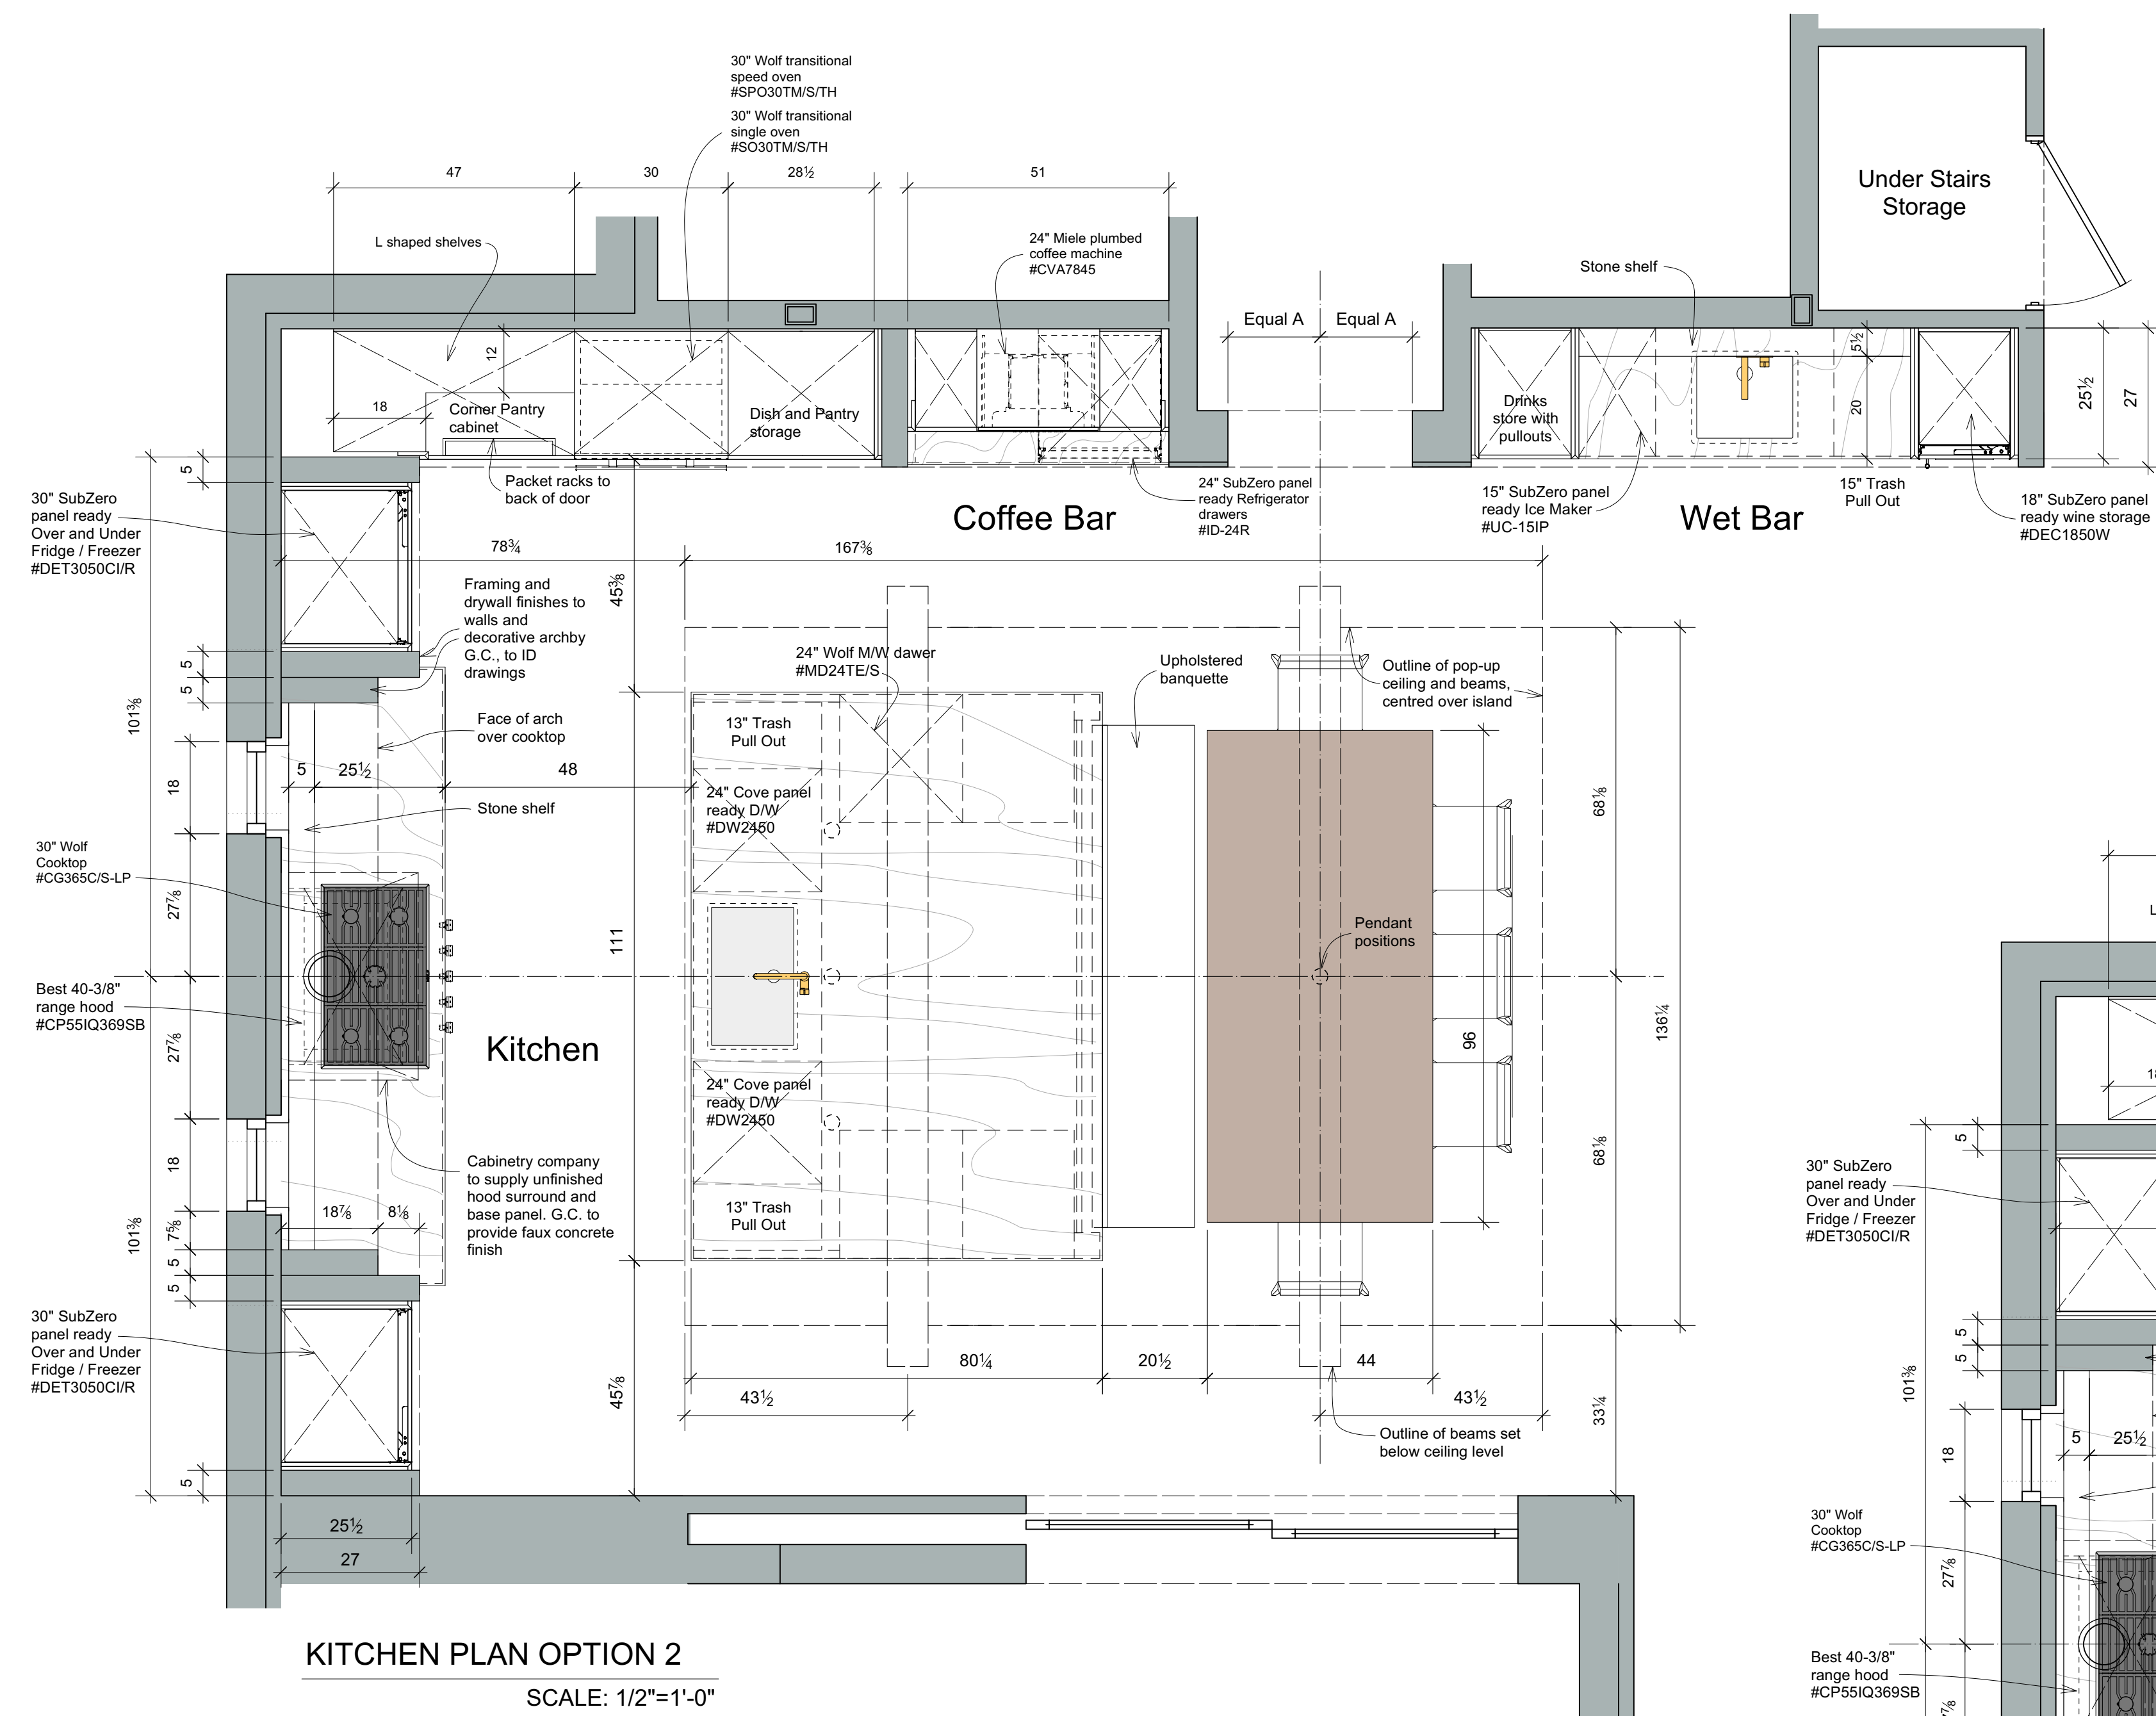 30" Wolf transitional
speed oven
#SPO30TM/S/TH
30" Wolf transitional
single oven
#SO30TM/S/TH
47
30
28½
51
L shaped shelves
24" Miele plumbed
coffee machine
#CVA7845
Under Stairs
Storage
Stone shelf
Equal A
Equal A
12
18
Corner Pantry
cabinet
Dish and Pantry
storage
Drinks
store with
pullouts
5½
20
25½
27
Packet racks to
back of door
Coffee Bar
24" SubZero panel
ready Refrigerator
drawers
#ID-24R
15" SubZero panel
ready Ice Maker
#UC-15IP
Wet Bar
15" Trash
Pull Out
18" SubZero panel
ready wine storage
#DEC1850W
5
30" SubZero
panel ready
Over and Under
Fridge / Freezer
#DET3050CI/R
78¾
167⅜
45⅜
Framing and
drywall finishes to
walls and
decorative archby
G.C., to ID
drawings
5
5
101⅜
24" Wolf M/W dawer
#MD24TE/S
Upholstered
banquette
Outline of pop-up
ceiling and beams,
centred over island
Face of arch
over cooktop
13" Trash
Pull Out
5
25½
48
18
24" Cove panel
ready D/W
#DW2450
68⅛
Stone shelf
30" Wolf
Cooktop
#CG365C/S-LP
27⅞
111
Pendant
positions
Best 40-3/8"
range hood
#CP55IQ369SB
27⅞
Kitchen
96
136¼
24" Cove panel
ready D/W
#DW2450
68⅛
18
Cabinetry company
to supply unfinished
hood surround and
base panel. G.C. to
provide faux concrete
finish
18⅞
8⅛
7⅝
101⅜
5
5
13" Trash
Pull Out
30" SubZero
panel ready
Over and Under
Fridge / Freezer
#DET3050CI/R
45⅞
80¼
20½
44
43½
43½
33¼
Outline of beams set
below ceiling level
5
25½
27
KITCHEN PLAN OPTION 2
SCALE: 1/2"=1'-0"
L
18
5
30" SubZero
panel ready
Over and Under
Fridge / Freezer
#DET3050CI/R
5
5
101⅜
5
25½
18
30" Wolf
Cooktop
#CG365C/S-LP
27⅞
Best 40-3/8"
range hood
#CP55IQ369SB